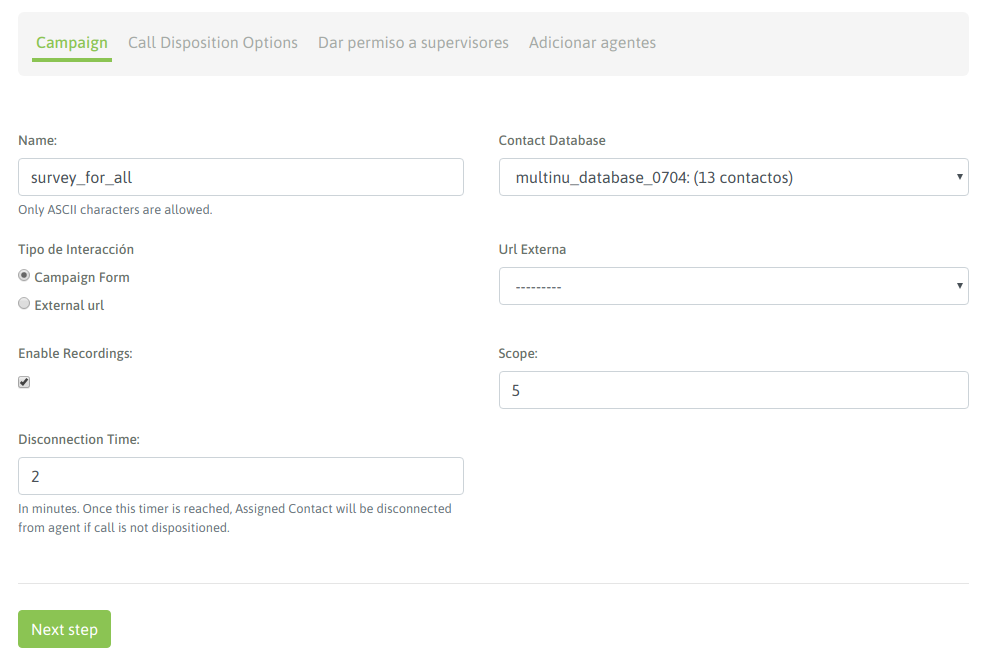 Campaign Call Disposition Options Dar permiso a supervisores Adicionar agentes
Name:
survey_for_all
Only ASCII characters are allowed.
Contact Database
multinu_database_0704: (13 contactos)
Tipo de Interacción
Campaign Form
External url
Url Externa
---------
Enable Recordings:
Scope:
5
Disconnection Time:
2
In minutes. Once this timer is reached, Assigned Contact will be disconnected
from agent if call is not dispositioned.
Next step